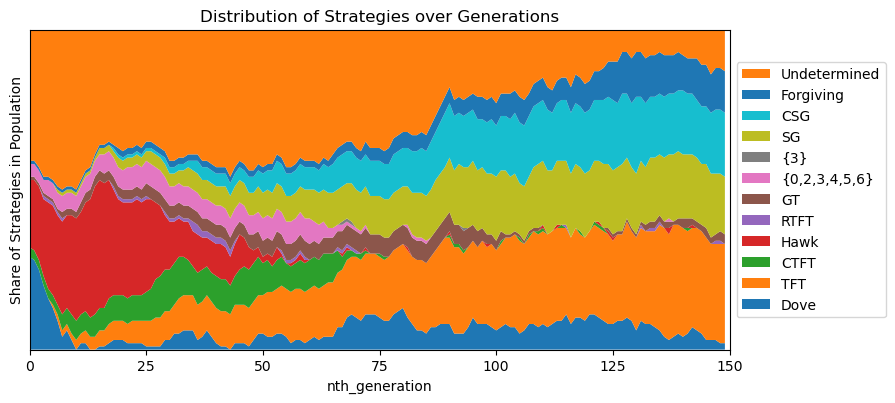 Distribution of Strategies over Generations
Share of Strategies in Population
0 25 50 75 100 125 150
nth_generation
Undetermined
Forgiving
CSG
SG
{3}
{0,2,3,4,5,6}
GT
RTFT
Hawk
CTFT
TFT
Dove